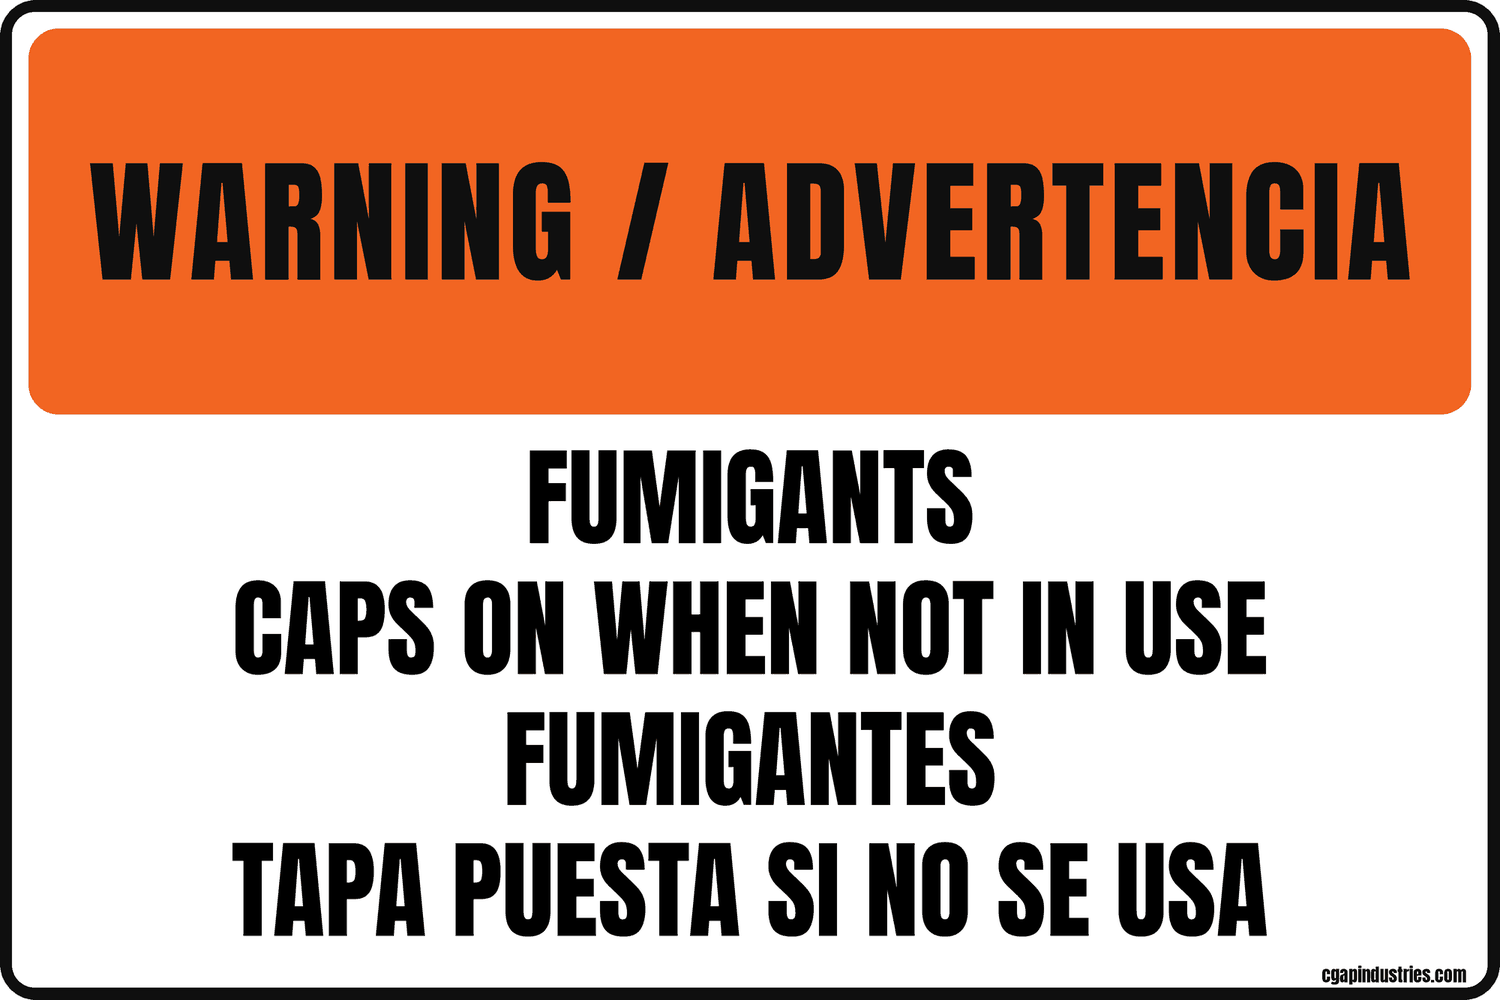 WARNING / ADVERTENCIA
FUMIGANTS
CAPS ON WHEN NOT IN USE
FUMIGANTES
TAPA PUESTA SI NO SE USA
cgapindustries.com